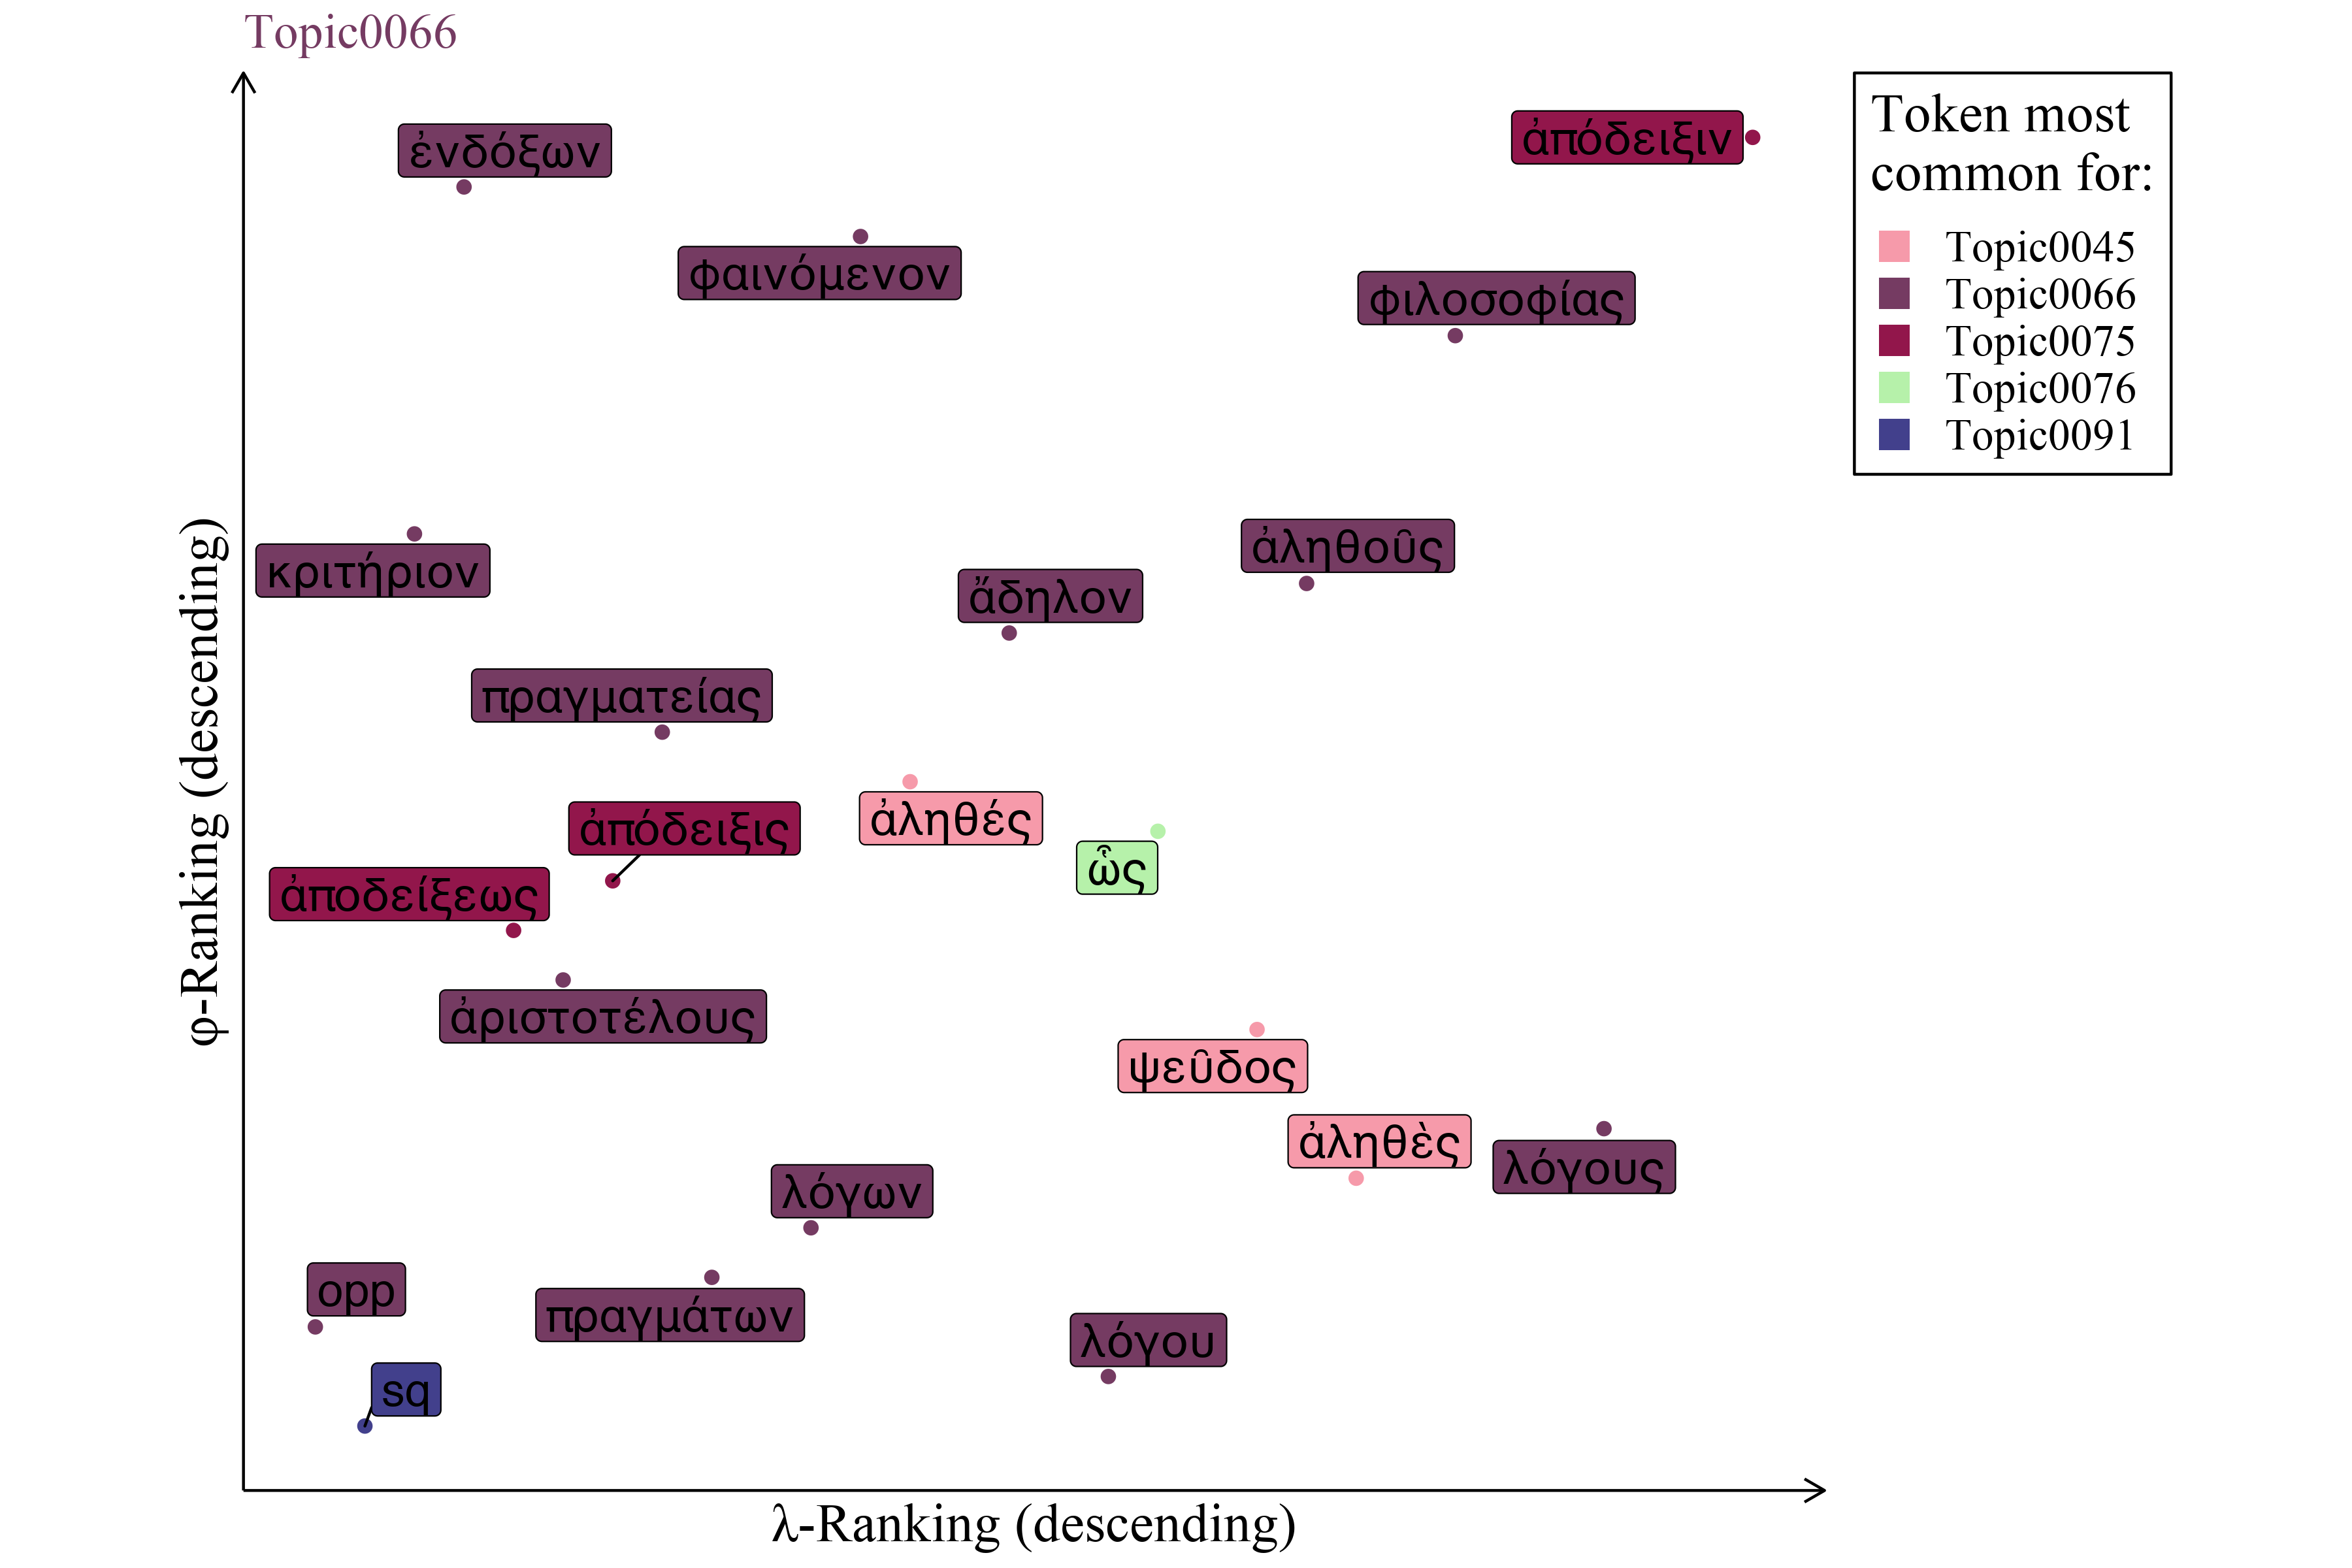 Topic0066
ἐνδόξων
ἀπόδειξιν
φαινόμενον
φιλοσοφίας
κριτήριον
ἄδηλον
ἀληθοῦς
πραγματείας
ἀπόδειξις
ἀληθές
ὧς
ἀποδείξεως
ἀριστοτέλους
ψεῦδος
ἀληθὲς
λόγους
λόγων
opp
πραγμάτων
λόγου
sq
φ-Ranking (descending)
λ-Ranking (descending)
Token most
common for:
Topic0045
Topic0066
Topic0075
Topic0076
Topic0091